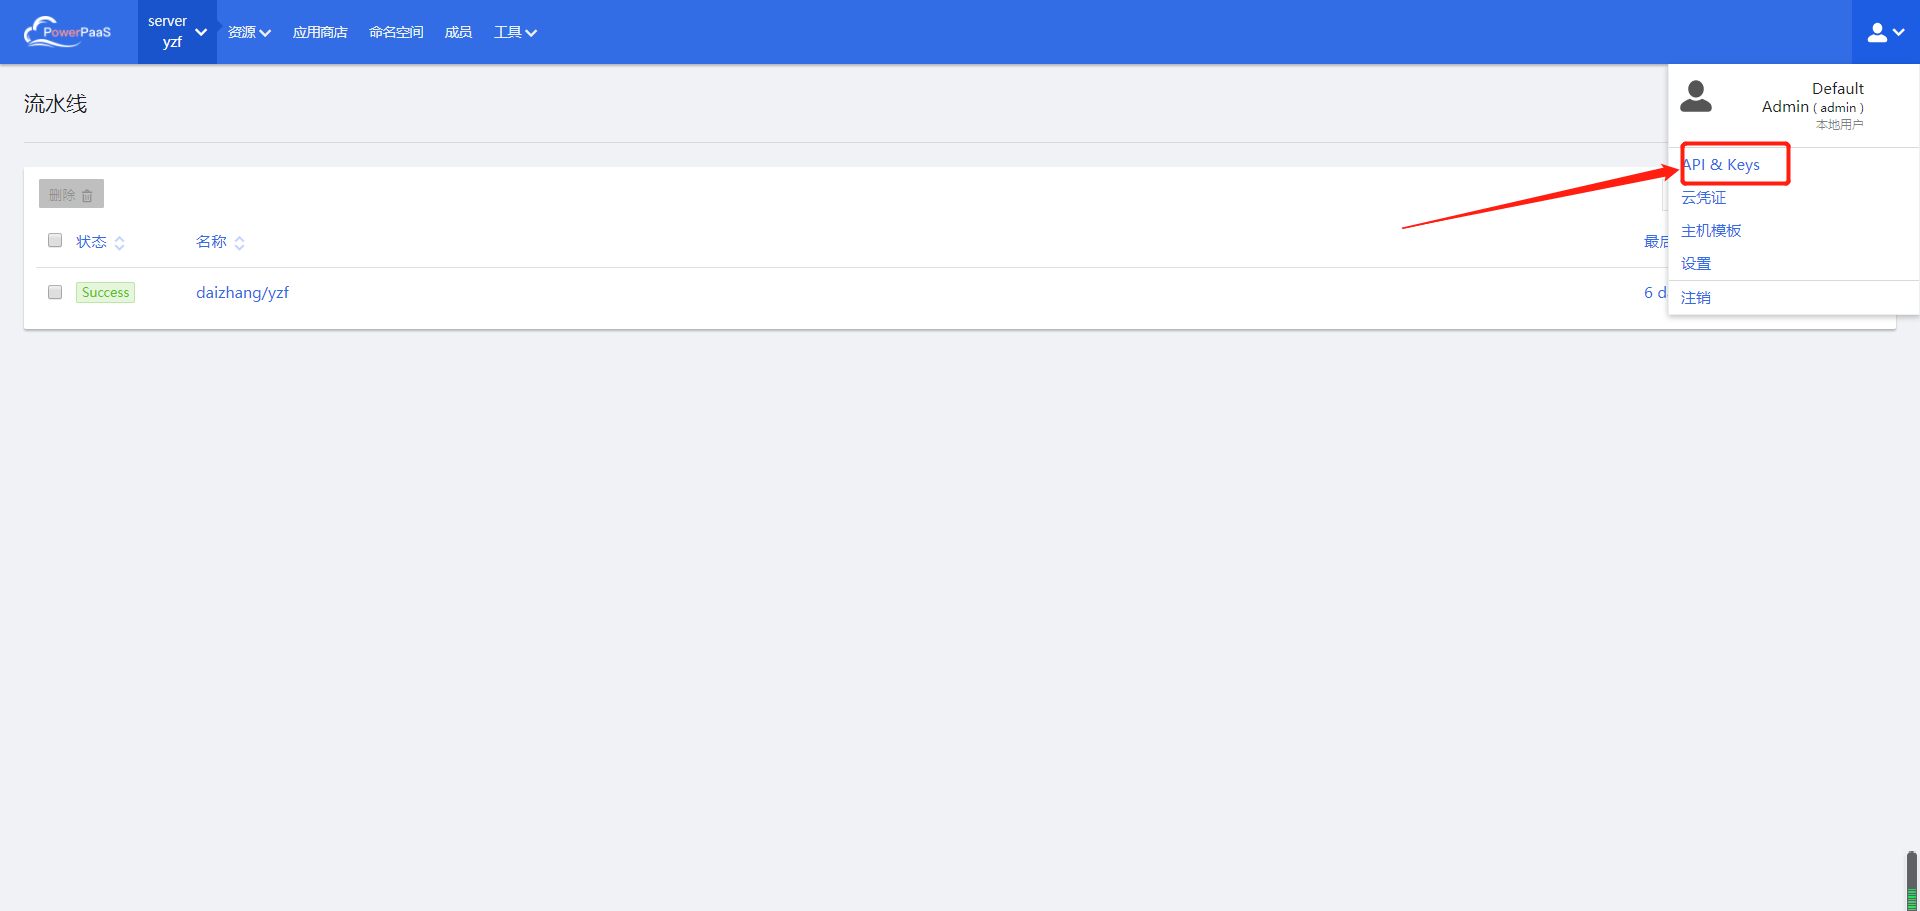 PowerPaaS
server
yzf
资源
应用商店
命名空间
成员
工具
流水线
Default
Admin ( admin )
本地用户
API & Keys
云凭证
主机模板
设置
注销
删除
状态
名称
最后
Success
daizhang/yzf
6 d